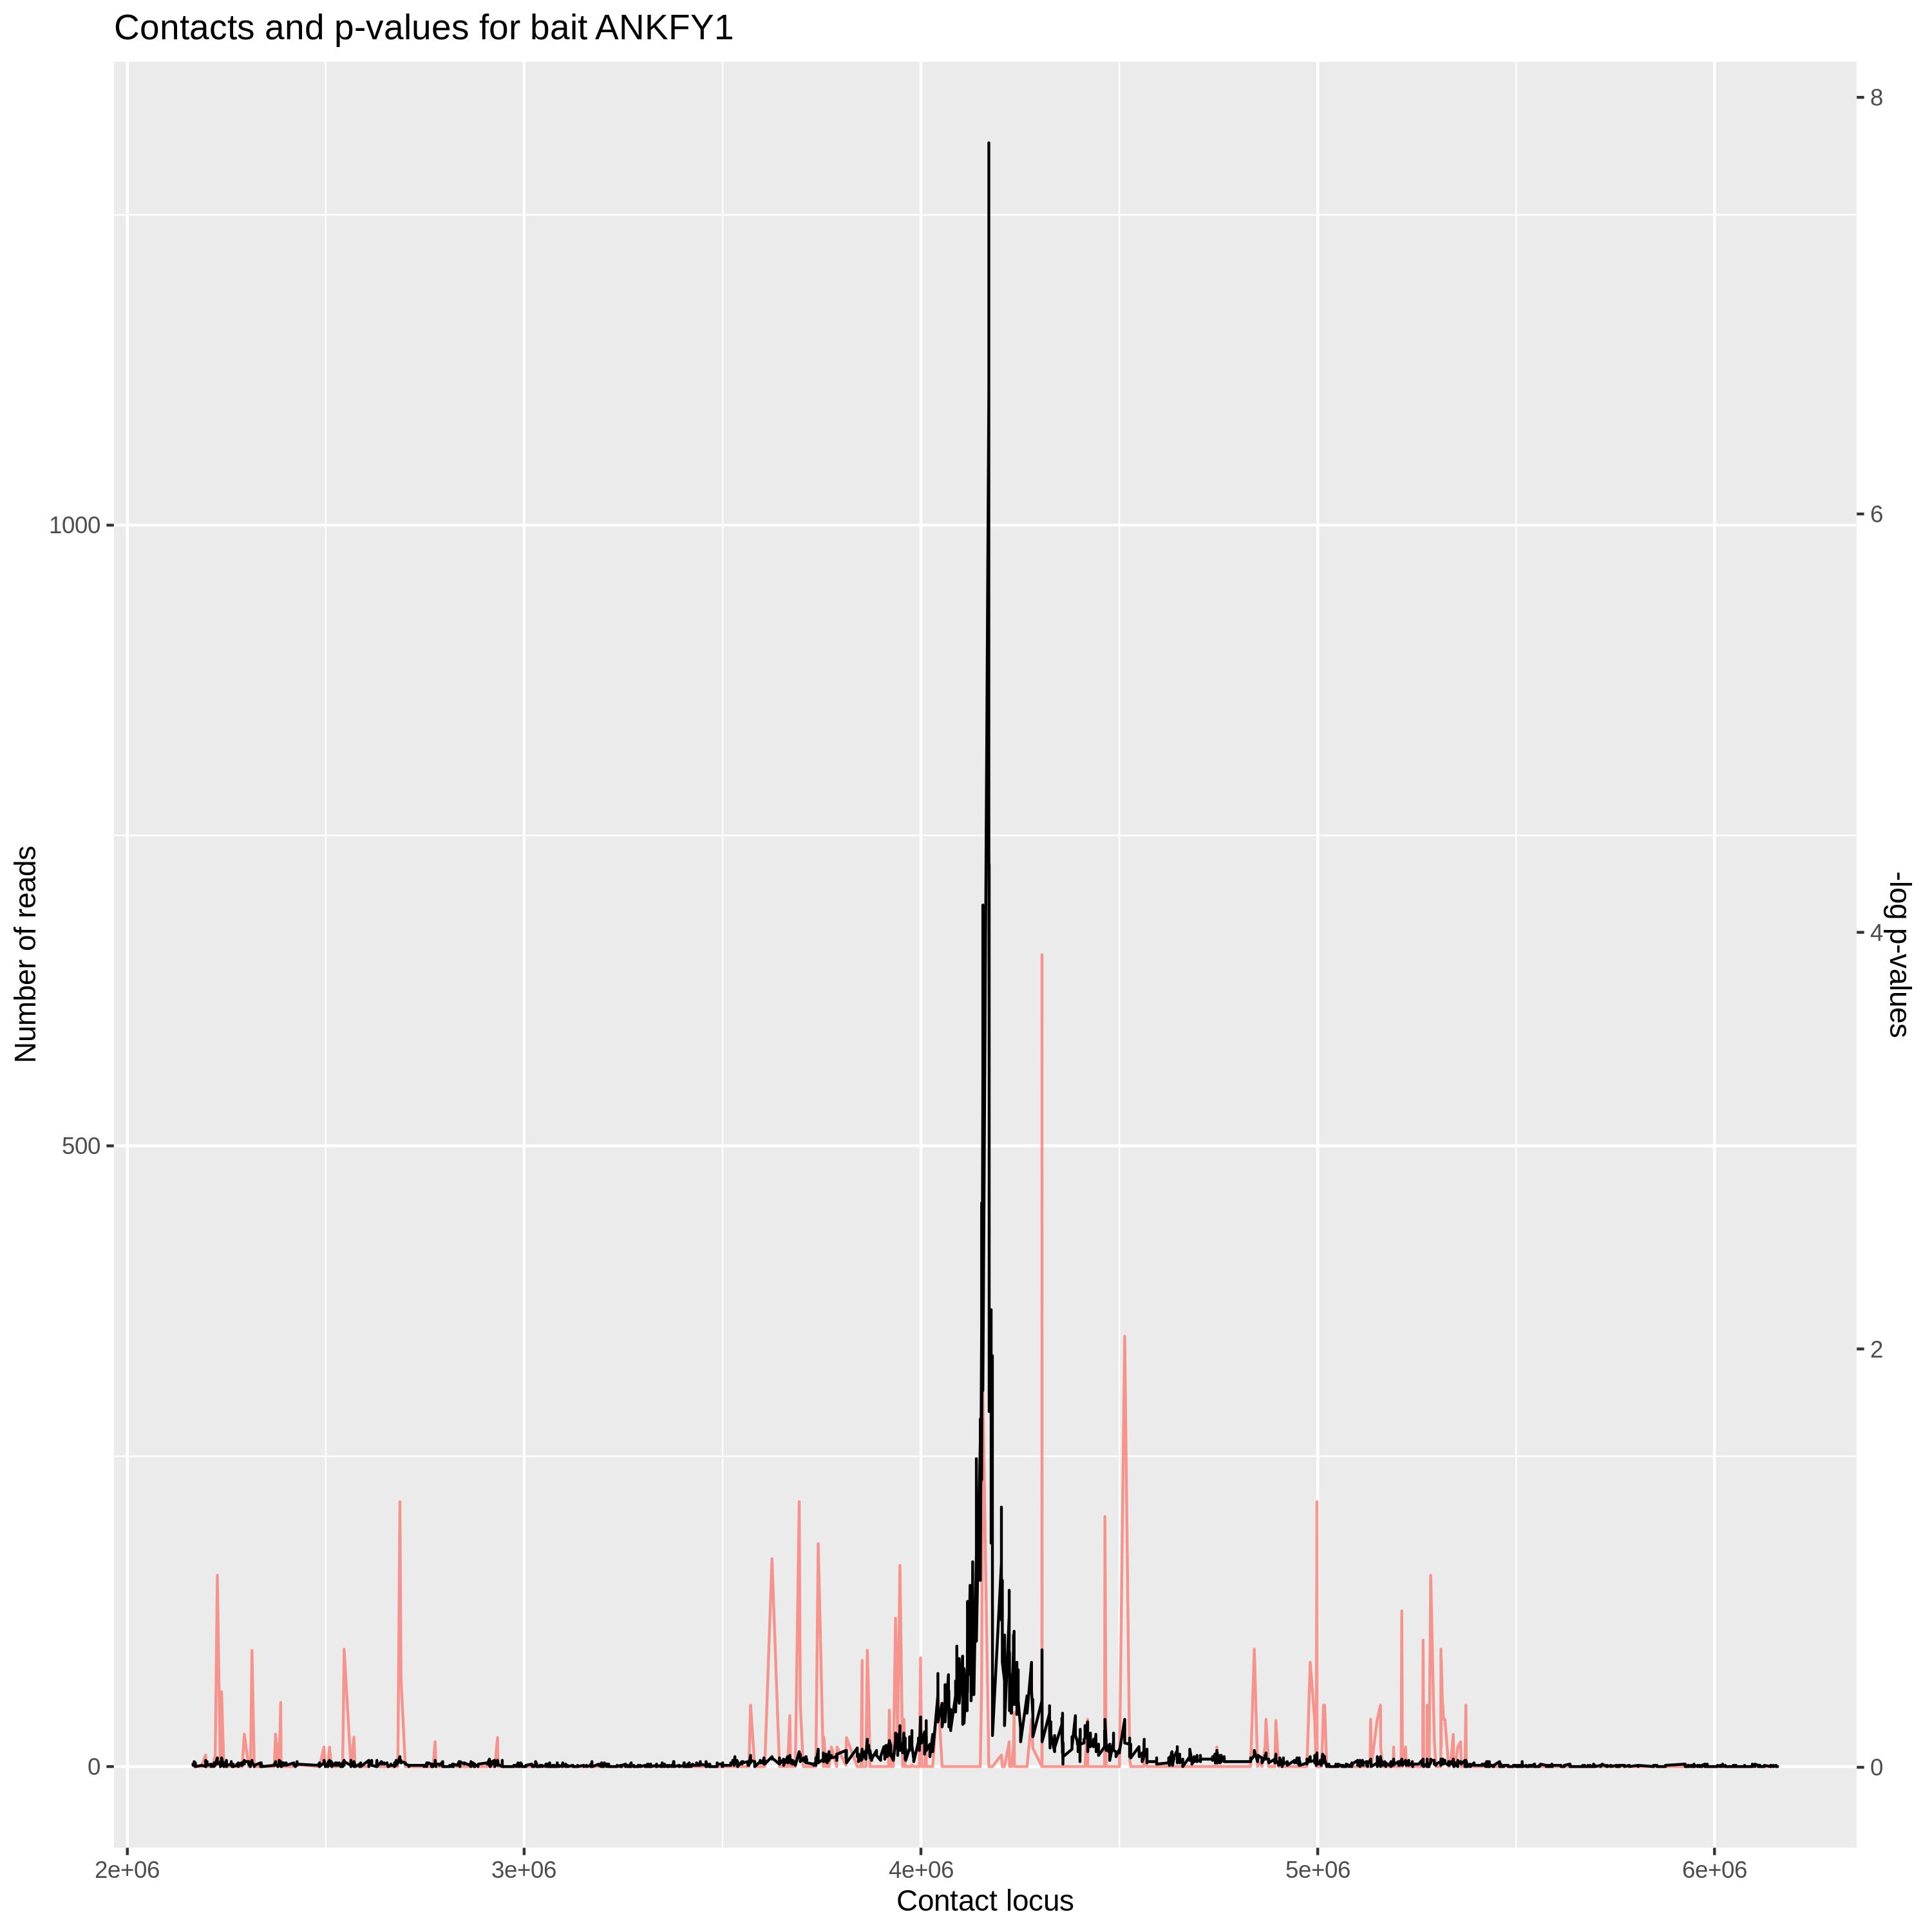 Contacts and p-values for bait ANKFY1
Number of reads
1000
500
0
8
6
4
2
0
-log p-values
2e+06
3e+06
4e+06
5e+06
6e+06
Contact locus